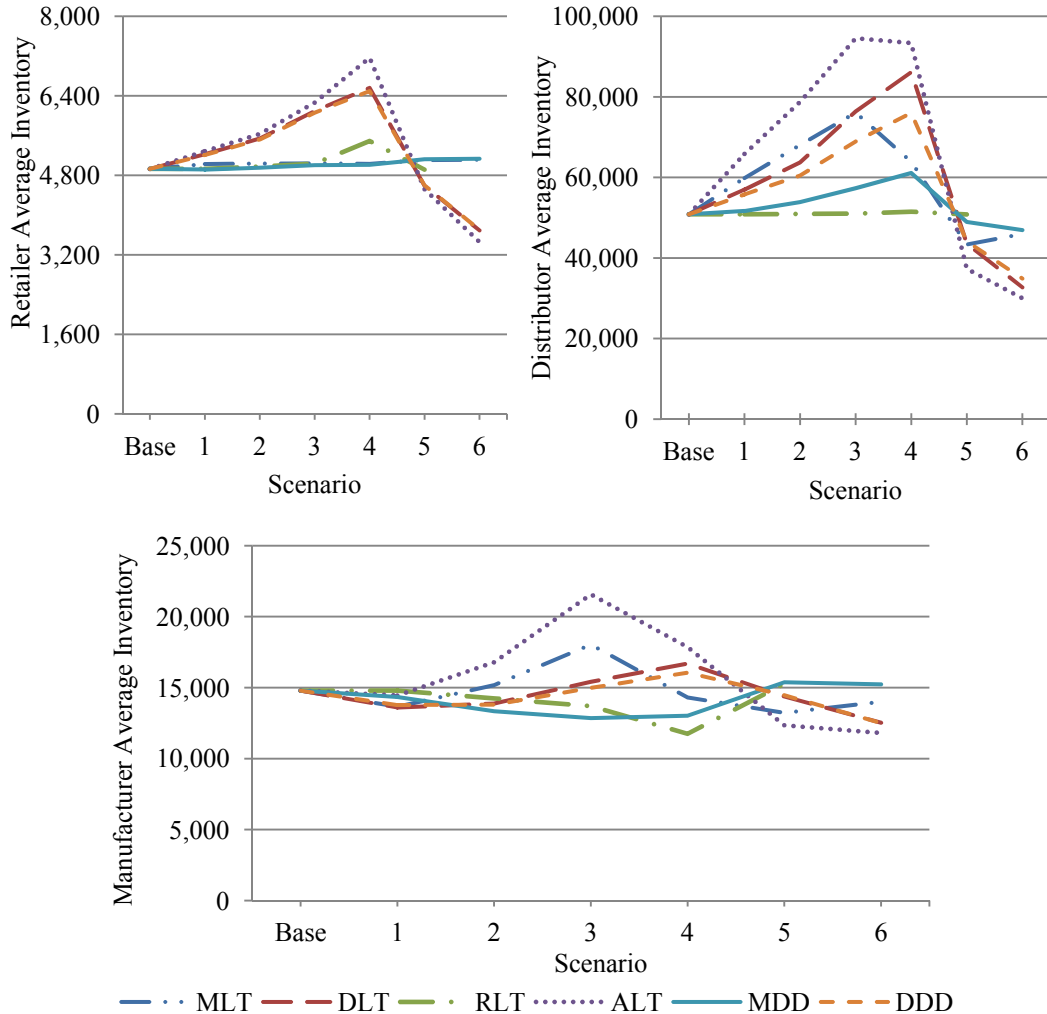 Retailer Average Inventory
8,000
6,400
4,800
3,200
1,600
0
Base 1 2 3 4 5 6
Scenario
Distributor Average Inventory
100,000
80,000
60,000
40,000
20,000
0
Base 1 2 3 4 5 6
Scenario
Manufacturer Average Inventory
25,000
20,000
15,000
10,000
5,000
0
Base 1 2 3 4 5 6
Scenario
MLT DLT RLT ALT MDD DDD